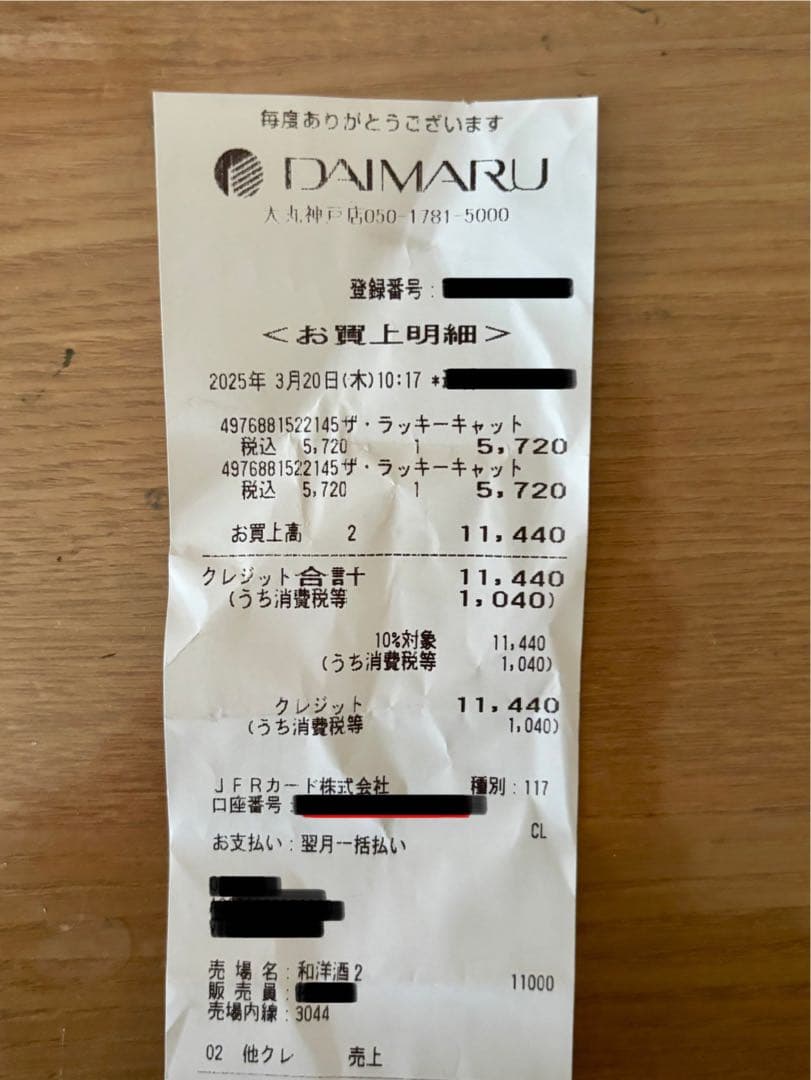 毎度ありがとうございます
DAIMARU
大丸神戸店050-1781-5000
登録番号:
<お買上明細>
2025年 3月20日(木)10:17 *
4976881522145ザ・ラッキーキャット
税込 5,720 1 5,720
4976881522145ザ・ラッキーキャット
税込 5,720 1 5,720
お買上高 2 11,440
クレジット合計 11,440
(うち消費税等 1,040)
10%対象 11,440
(うち消費税等 1,040)
クレジット 11,440
(うち消費税等 1,040)
JFRカード株式会社 種別:117
口座番号:
CL
お支払い:翌月一括払い
売場名:和洋酒2 11000
販売員:
売場内線:3044
02 他クレ 売上